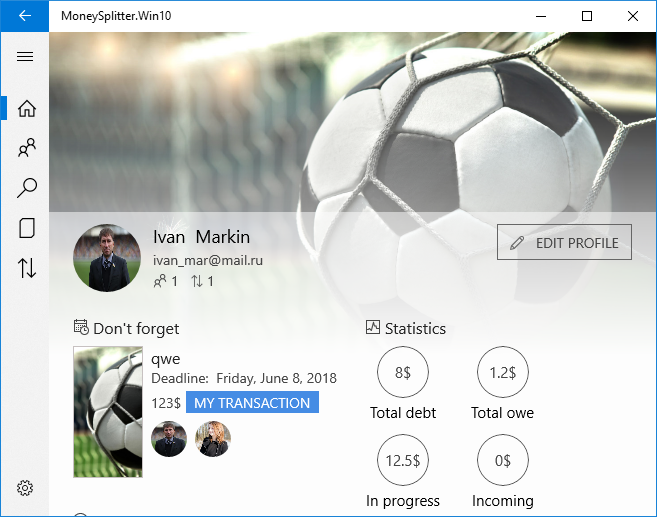 MoneySplitter.Win10
Ivan Markin
EDIT PROFILE
ivan_mar@mail.ru
1 1
Don't forget
qwe
Deadline: Friday, June 8, 2018
123$ MY TRANSACTION
Statistics
8$ 1.2$
Total debt Total owe
12.5$ 0$
In progress Incoming